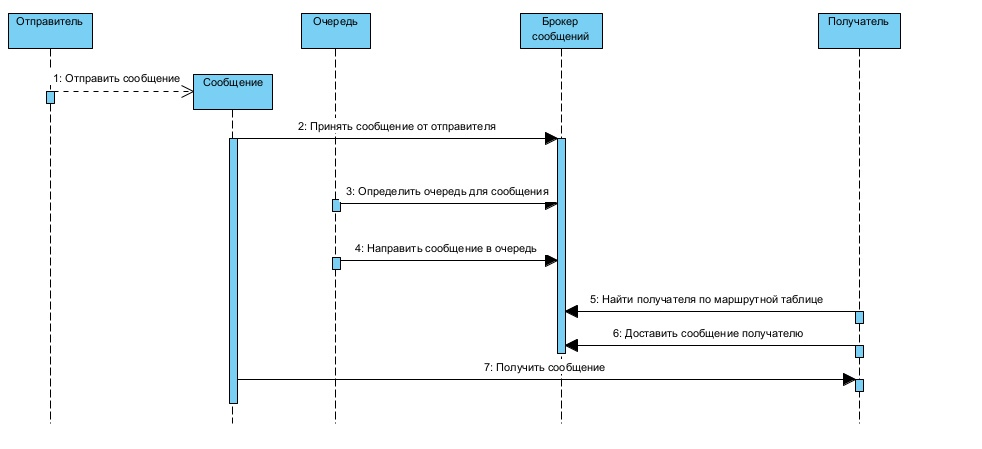 Отправитель
Очередь
Брокер
сообщений
Получатель
1: Отправить сообщение
Сообщение
2: Принять сообщение от отправителя
3: Определить очередь для сообщения
4: Направить сообщение в очередь
5: Найти получателя по маршрутной таблице
6: Доставить сообщение получателю
7: Получить сообщение